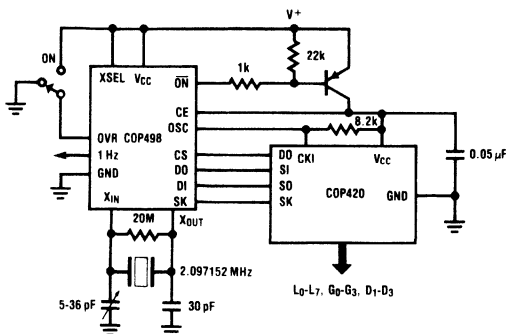 V+
ON
22k
1k
XSEL VCC
ON
CE
OSC
8.2k
OVR COP498
1 Hz
GND
CS
DO
DI
SK
DO CKI VCC
SI
SO
SK
COP420
GND
0.05 µF
XIN
XOUT
20M
2.097152 MHz
5-36 pF
30 pF
L0-L7, G0-G3, D1-D3